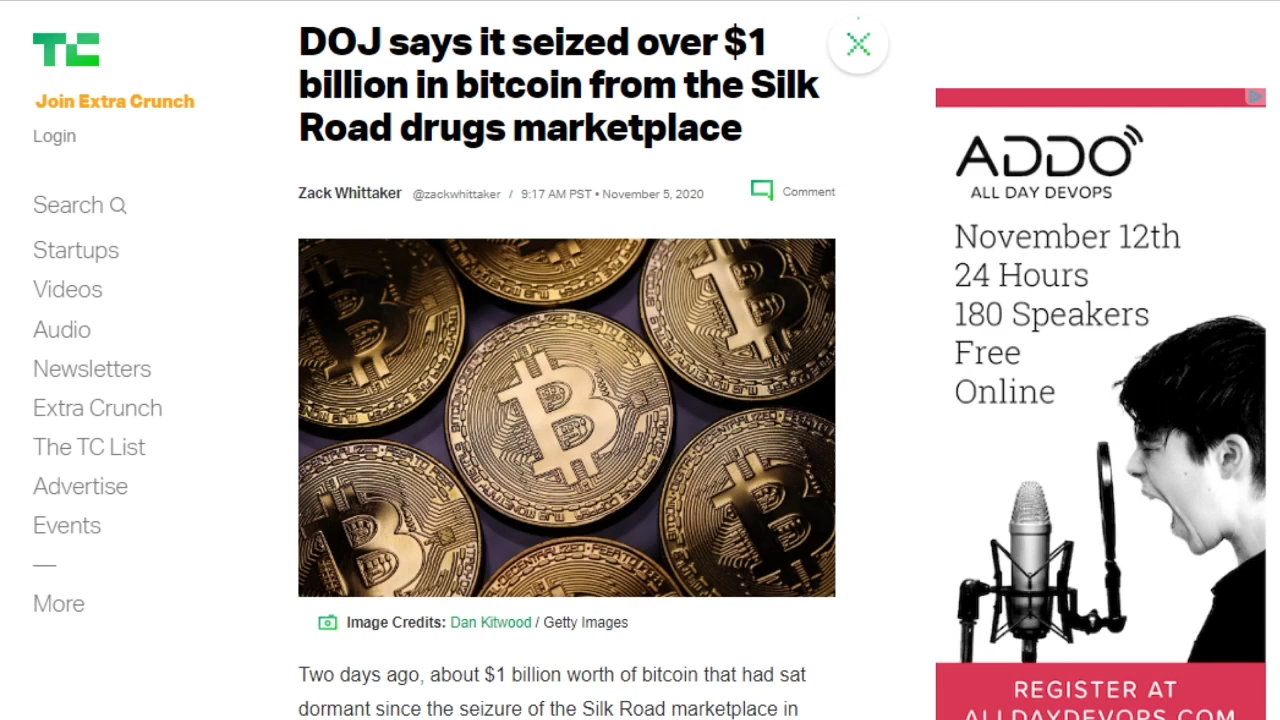 TC
Join Extra Crunch
Login
Search
Startups
Videos
Audio
Newsletters
Extra Crunch
The TC List
Advertise
Events
—
More
DOJ says it seized over $1
billion in bitcoin from the Silk
Road drugs marketplace
Zack Whittaker @zackwhittaker / 9:17 AM PST • November 5, 2020
Comment
Image Credits: Dan Kitwood / Getty Images
Two days ago, about $1 billion worth of bitcoin that had sat
dormant since the seizure of the Silk Road marketplace in
ADDO
ALL DAY DEVOPS
November 12th
24 Hours
180 Speakers
Free
Online
REGISTER AT
ALLDAYDEVOPS.COM